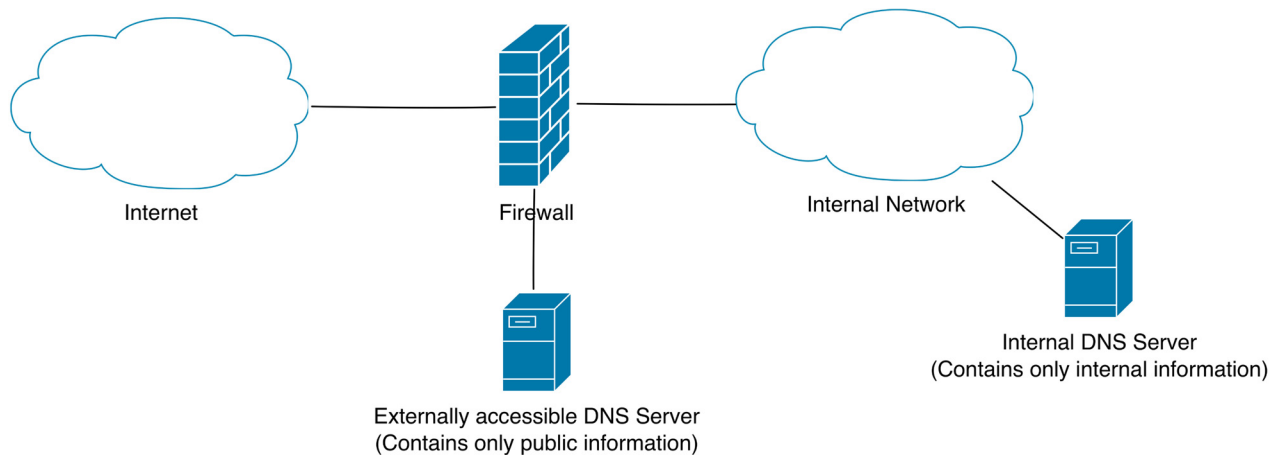 Internet
Firewall
Internal Network
Internal DNS Server
(Contains only internal information)
Externally accessible DNS Server
(Contains only public information)